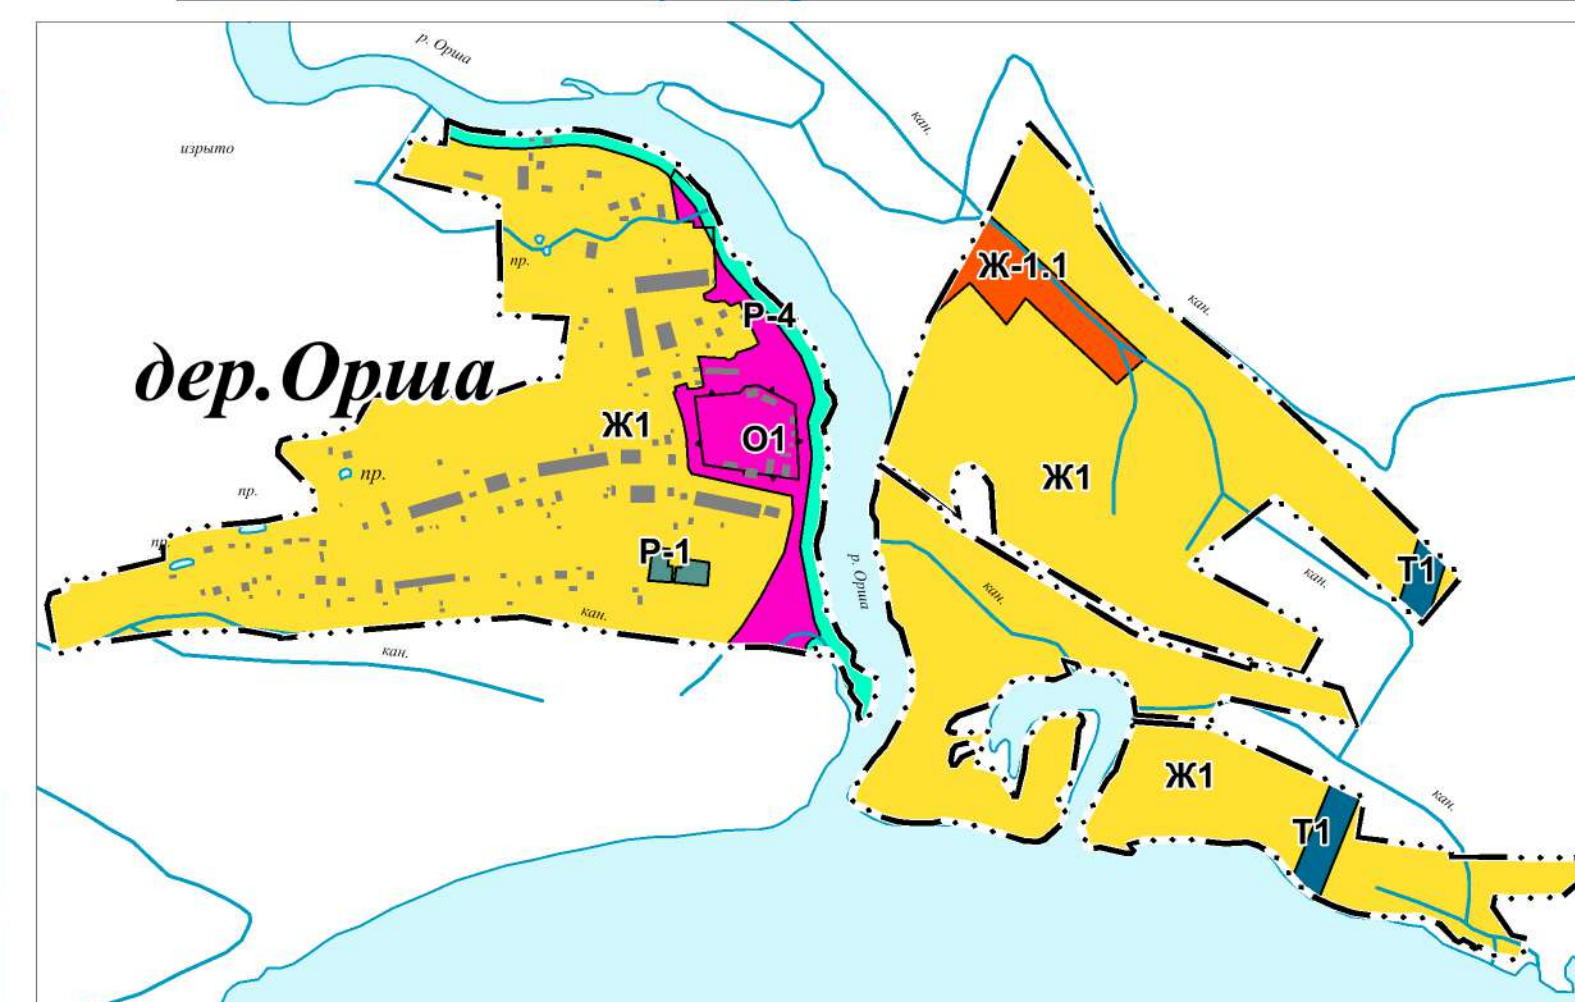 р. Орша
кан.
изрыто
пр.
Ж-1.1
кан.
Р-4
дер.Орша
Ж1
О1
пр.
Ж1
пр.
пр.
Р-1
р. Орша
кан.
кан.
Т1
кан.
кан.
Ж1
кан.
Т1